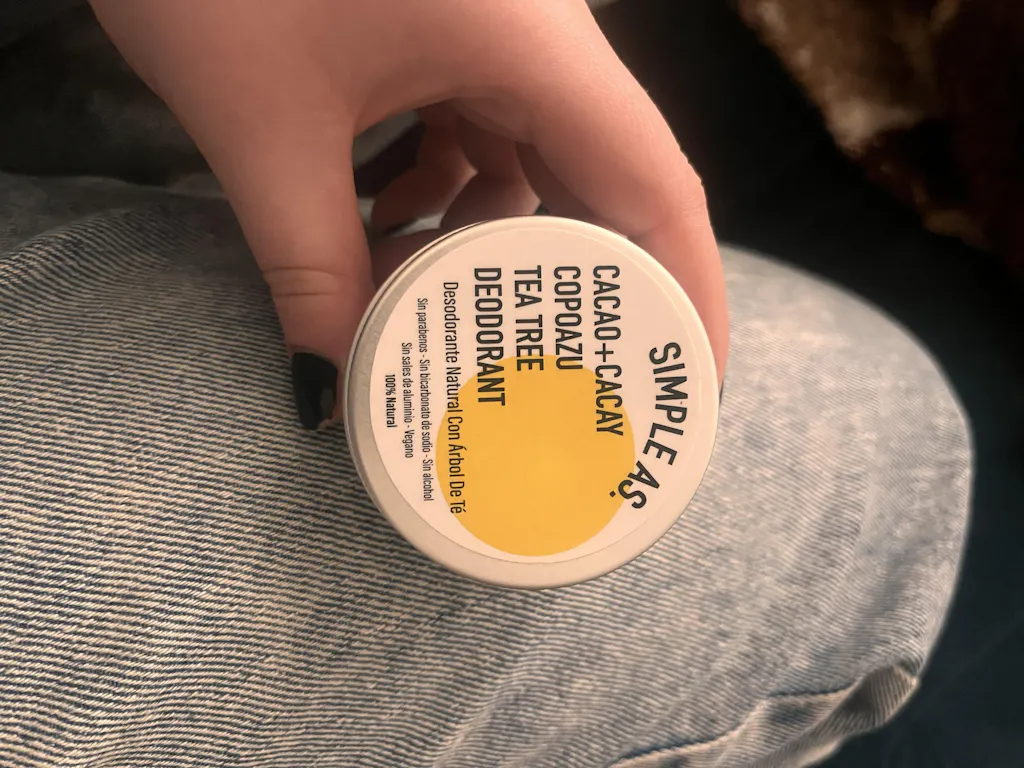 SIMPLE AS
CACAO+CACAY
COPOAZU
TEA TREE
DEODORANT
Desodorante Natural Con Árbol De Té
Sin parabenos - Sin bicarbonato de sodio - Sin alcohol
Sin sales de aluminio - Vegano
100% Natural